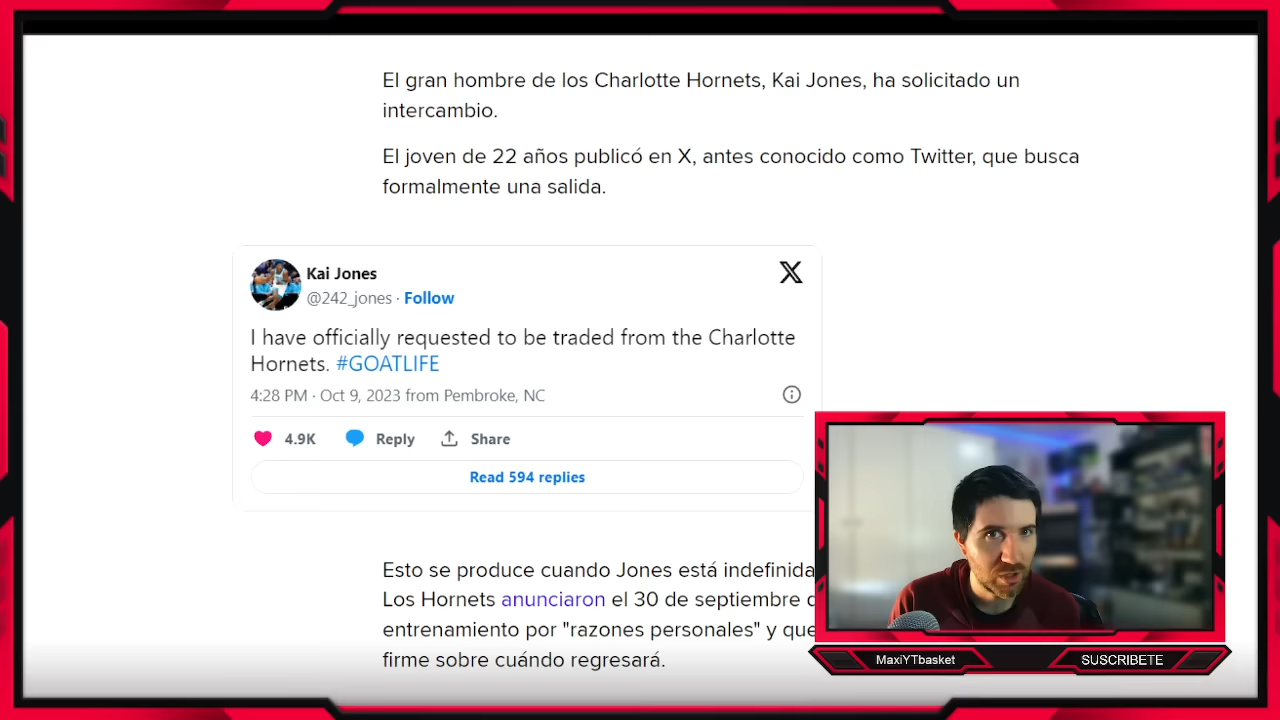 El gran hombre de los Charlotte Hornets, Kai Jones, ha solicitado un
intercambio.
El joven de 22 años publicó en X, antes conocido como Twitter, que busca
formalmente una salida.
Kai Jones
@242_jones · Follow
I have officially requested to be traded from the Charlotte
Hornets. #GOATLIFE
4:28 PM · Oct 9, 2023 from Pembroke, NC
4.9K Reply Share
Read 594 replies
Esto se produce cuando Jones está indefinida
Los Hornets anunciaron el 30 de septiembre
entrenamiento por "razones personales" y que
firme sobre cuándo regresará.
MaxiYTbasket
SUSCRIBETE